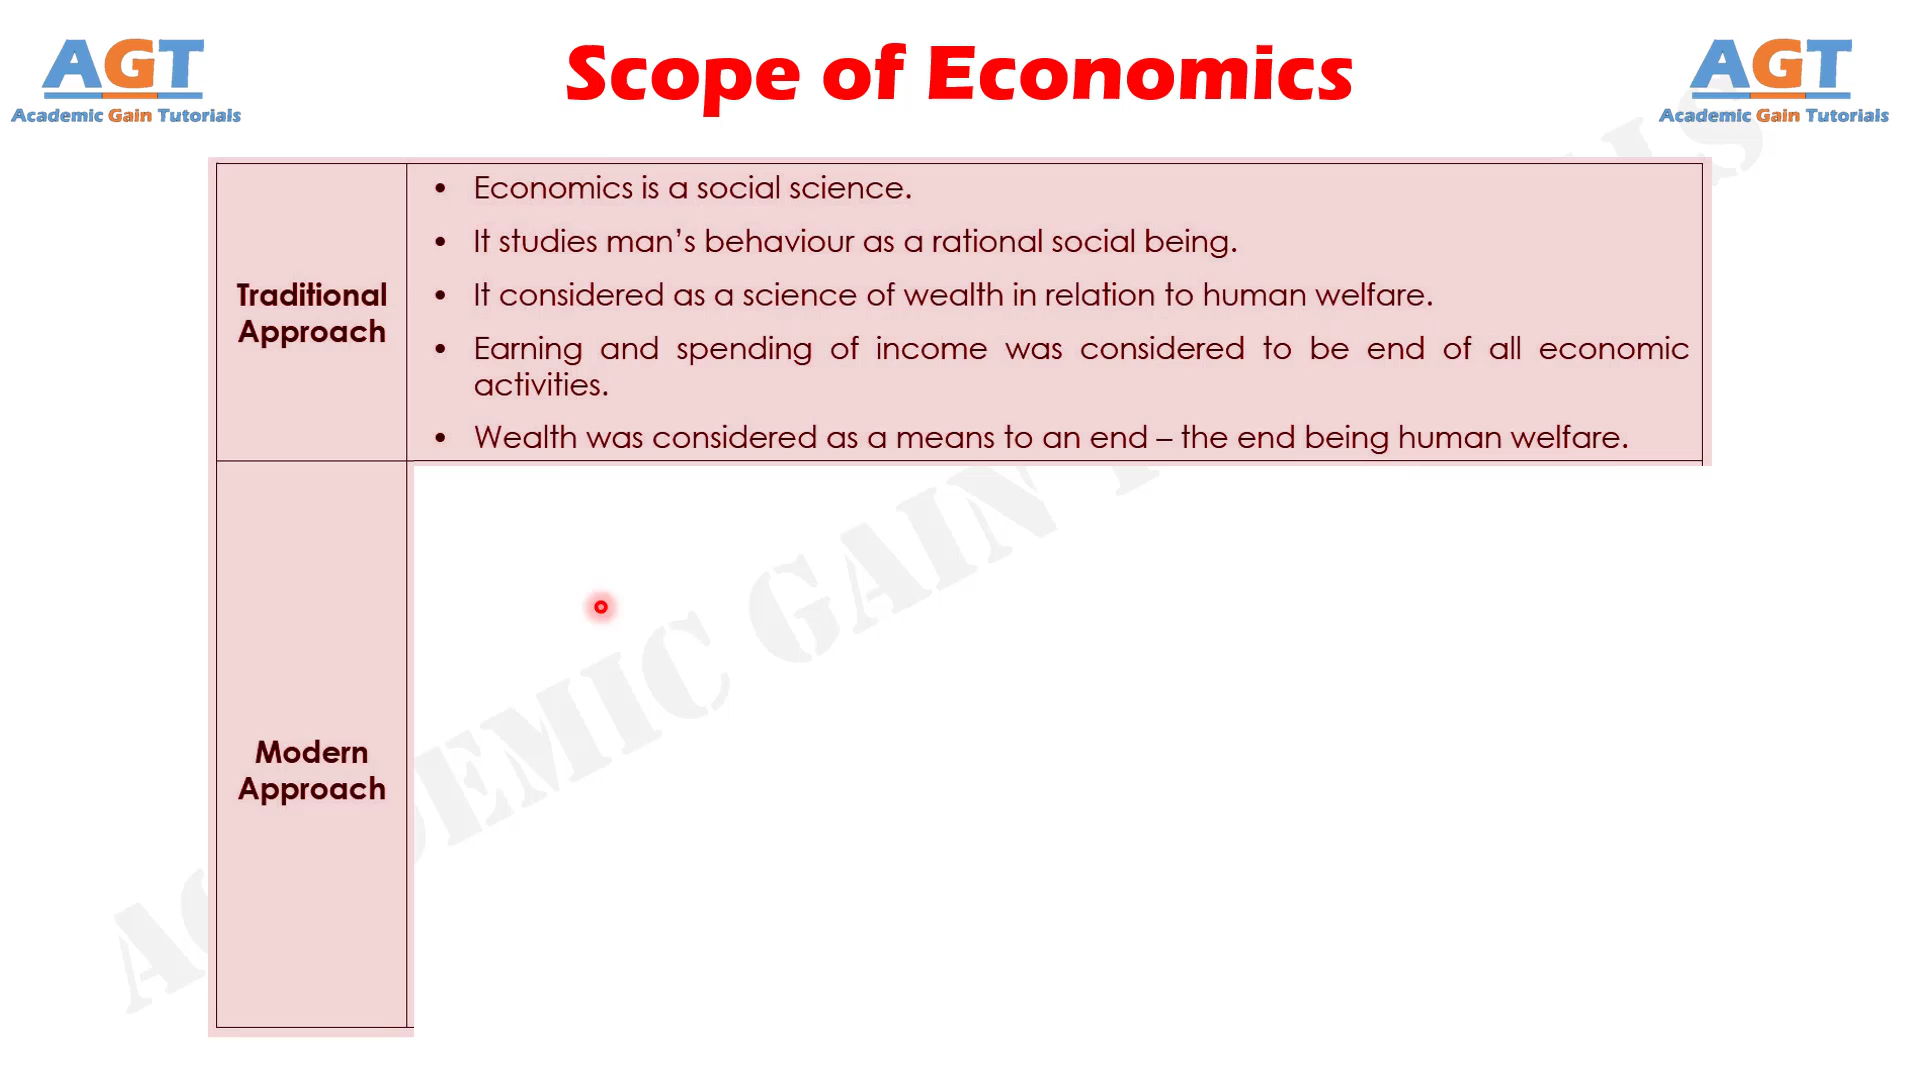 AGT
Academic Gain Tutorials
Scope of Economics
AGT
Academic Gain Tutorials
Traditional
Approach
• Economics is a social science.
• It studies man’s behaviour as a rational social being.
• It considered as a science of wealth in relation to human welfare.
• Earning and spending of income was considered to be end of all economic
activities.
• Wealth was considered as a means to an end – the end being human welfare.
Modern
Approach